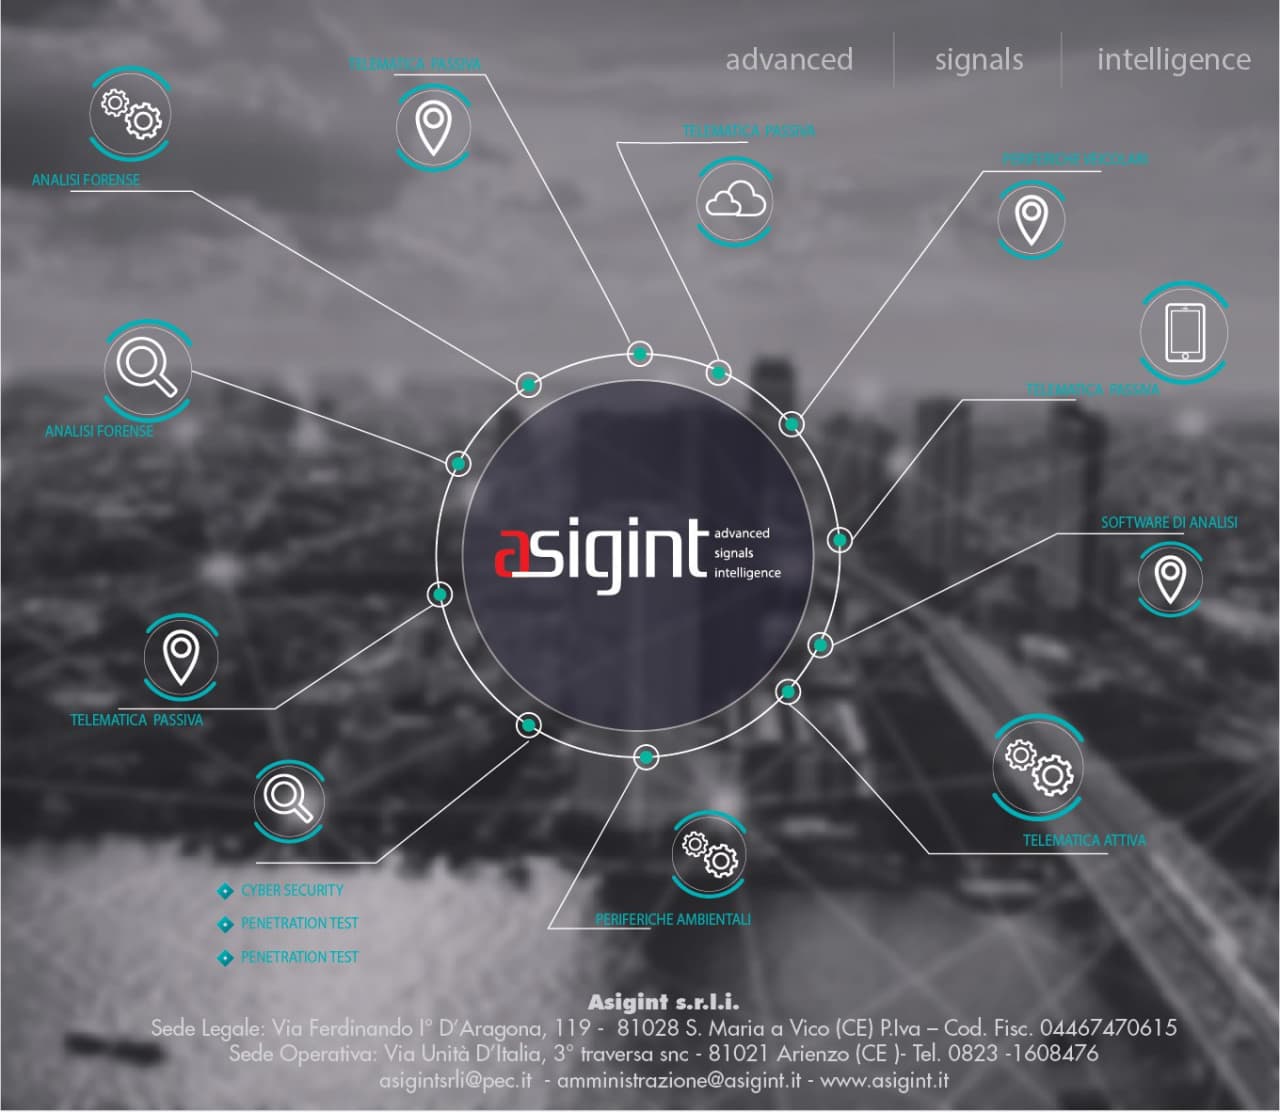 advanced signals intelligence
TELEMATICA PASSIVA
TELEMATICA PASSIVA
PERIFERICHE VEICOLARI
ANALISI FORENSE
TELEMATICA PASSIVA
ANALISI FORENSE
SOFTWARE DI ANALISI
asigint
advanced
signals
intelligence
TELEMATICA PASSIVA
TELEMATICA ATTIVA
CYBER SECURITY
PERIFERICHE AMBIENTALI
PENETRATION TEST
PENETRATION TEST
Asigint s.r.l.i.
Sede Legale: Via Ferdinando I° D'Aragona, 119 - 81028 S. Maria a Vico (CE) P.Iva – Cod. Fisc. 04467470615
Sede Operativa: Via Unità D'Italia, 3° traversa snc - 81021 Arienzo (CE )- Tel. 0823 -1608476
asigintsrli@pec.it - amministrazione@asigint.it - www.asigint.it